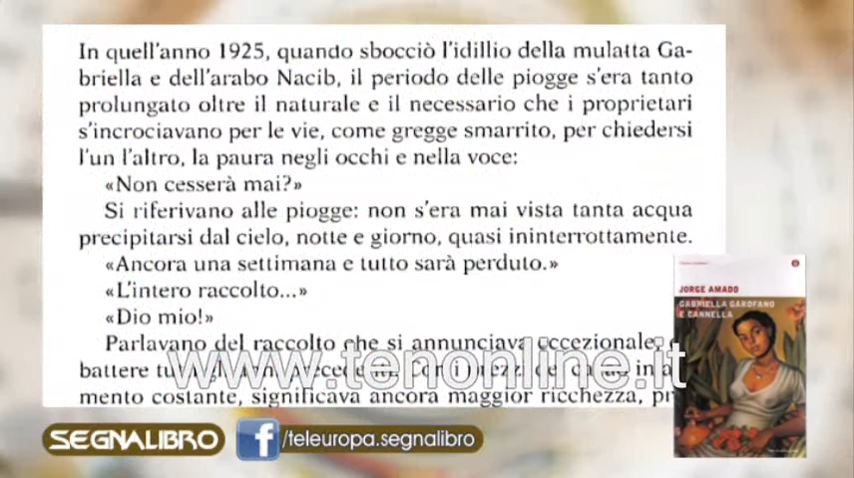 In quell'anno 1925, quando sbocciò l'idillio della mulatta Ga-
briella e dell'arabo Nacib, il periodo delle piogge s'era tanto
prolungato oltre il naturale e il necessario che i proprietari
s'incrociavano per le vie, come gregge smarrito, per chiedersi
l'un l'altro, la paura negli occhi e nella voce:
«Non cesserà mai?»
Si riferivano alle piogge: non s'era mai vista tanta acqua
precipitarsi dal cielo, notte e giorno, quasi ininterrottamente.
«Ancora una settimana e tutto sarà perduto.»
«L'intero raccolto...»
«Dio mio!»
Parlavano del raccolto che si annunciava eccezionale,
battere
mento costante, significava ancora maggior ricchezza,
www.tenonline.it
JORGE AMADO
GABRIELLA GAROFANO
E CANNELLA
SEGNALIBRO
f/teleuropa.segnalibro